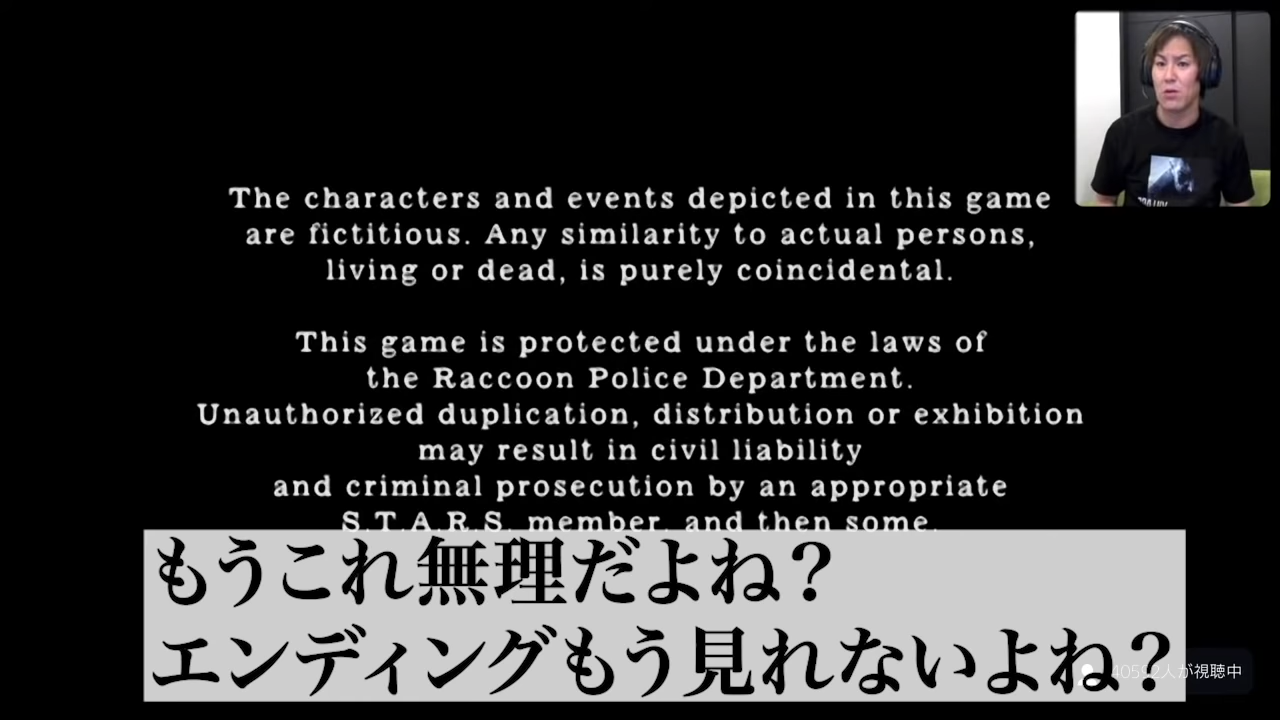 The characters and events depicted in this game
are fictitious. Any similarity to actual persons,
living or dead, is purely coincidental.
This game is protected under the laws of
the Raccoon Police Department.
Unauthorized duplication, distribution or exhibition
may result in civil liability
and criminal prosecution by an appropriate
S.T.A.R.S. member, and then some.
もうこれ無理だよね?
エンディングもう見れないよね?
人が視聴中